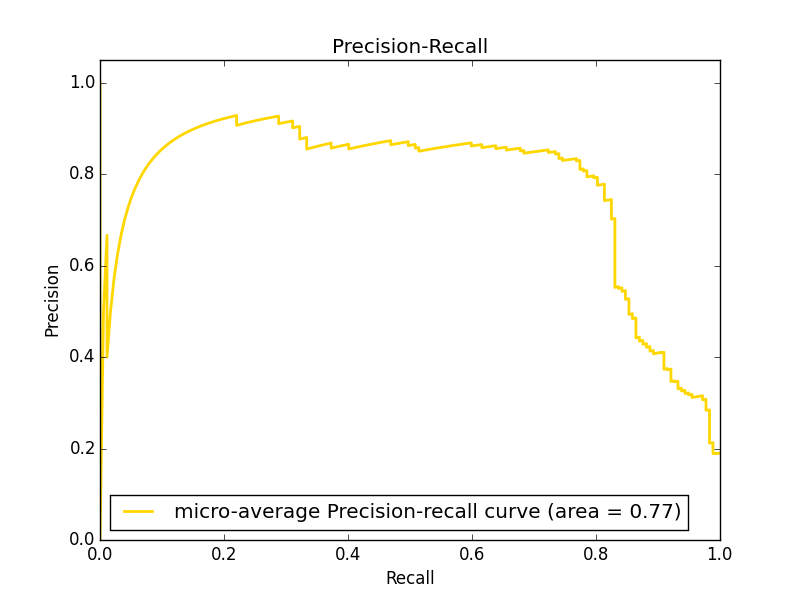 Precision-Recall
1.0
0.8
0.6
0.4
0.2
0.0
Precision
micro-average Precision-recall curve (area = 0.77)
0.0 0.2 0.4 0.6 0.8 1.0
Recall